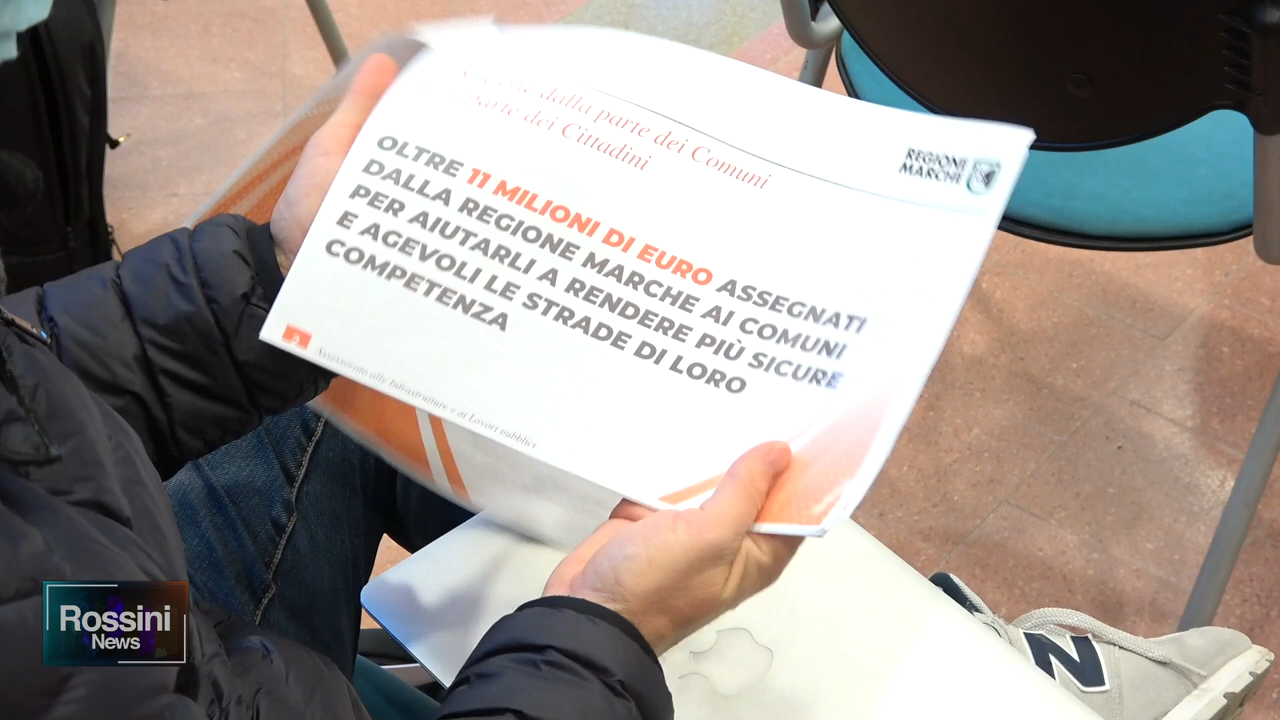 dalla parte dei Comuni
parte dei Cittadini
REGIONE
MARCHE
OLTRE 11 MILIONI DI EURO ASSEGNATI
DALLA REGIONE MARCHE AI COMUNI
PER AIUTARLI A RENDERE PIÙ SICURE
E AGEVOLI LE STRADE DI LORO
COMPETENZA
Assessorato alle Infrastrutture e ai Lavori pubblici
Rossini
News
N